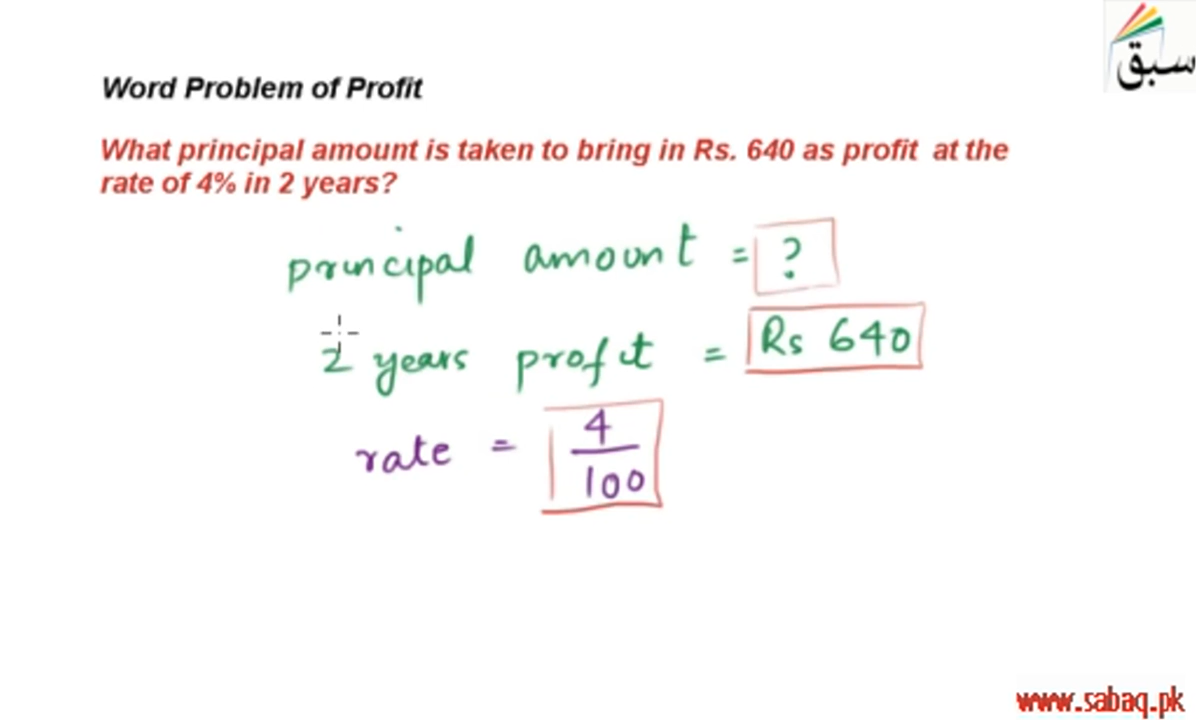 سبق
Word Problem of Profit
What principal amount is taken to bring in Rs. 640 as profit at the
rate of 4% in 2 years?
principal amount = ?
2 years profit = Rs 640
rate = 4/100
www.sabaq.pk